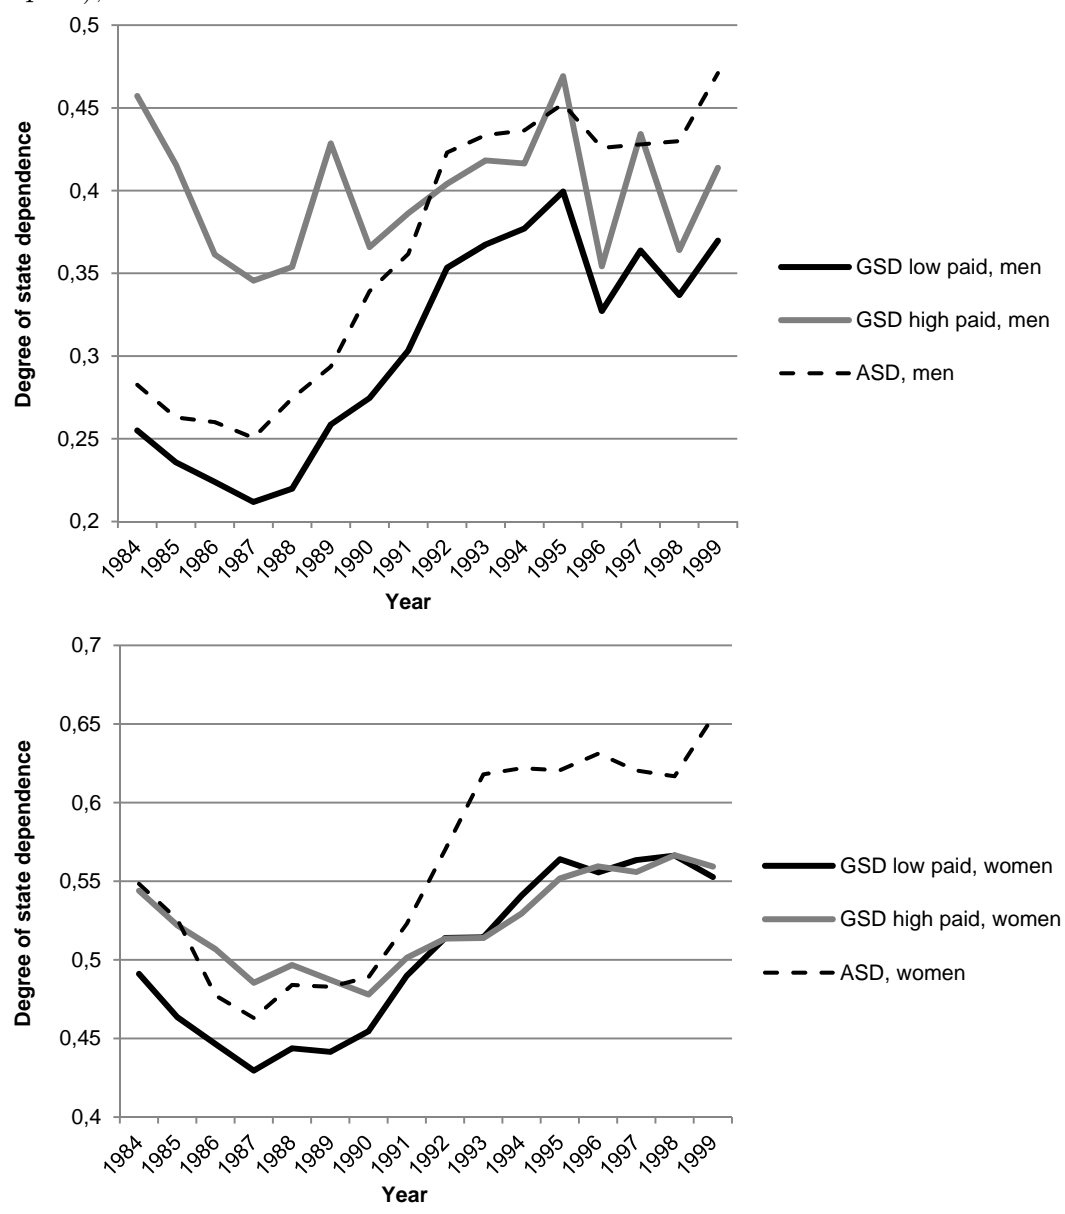 0,5
0,45
0,4
0,35
0,3
0,25
0,2
Degree of state dependence
1984 1985 1986 1987 1988 1989 1990 1991 1992 1993 1994 1995 1996 1997 1998 1999
Year
GSD low paid, men
GSD high paid, men
ASD, men
0,7
0,65
0,6
0,55
0,5
0,45
0,4
Degree of state dependence
1984 1985 1986 1987 1988 1989 1990 1991 1992 1993 1994 1995 1996 1997 1998 1999
Year
GSD low paid, women
GSD high paid, women
ASD, women